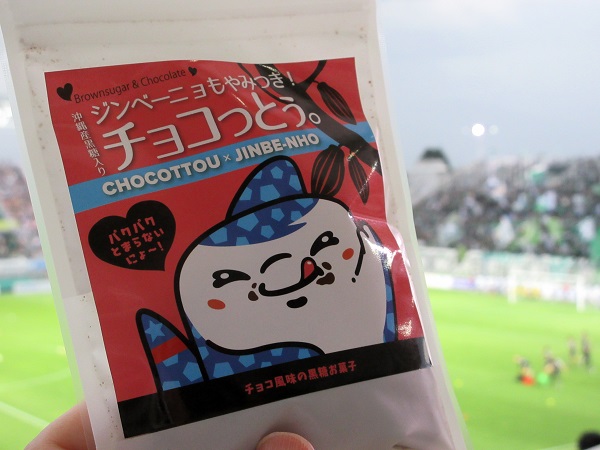 Brownsugar & Chocolate
ジンベーニョもやみつき!
沖縄産黒糖入り
チョコっとう。
CHOCOTTOU × JINBE-NHO
パクパク
とまらない
にょー!
チョコ風味の黒糖お菓子